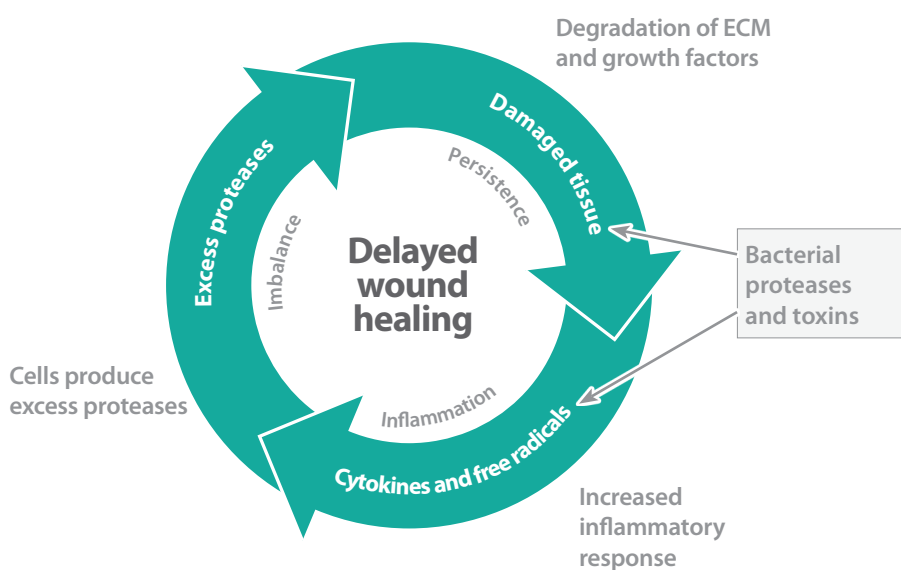 Degradation of ECM
and growth factors
Damaged tissue
Persistence
Excess proteases
Imbalance
Delayed
wound
healing
Bacterial
proteases
and toxins
Cells produce
excess proteases
Inflammation
Cytokines and free radicals
Increased
inflammatory
response